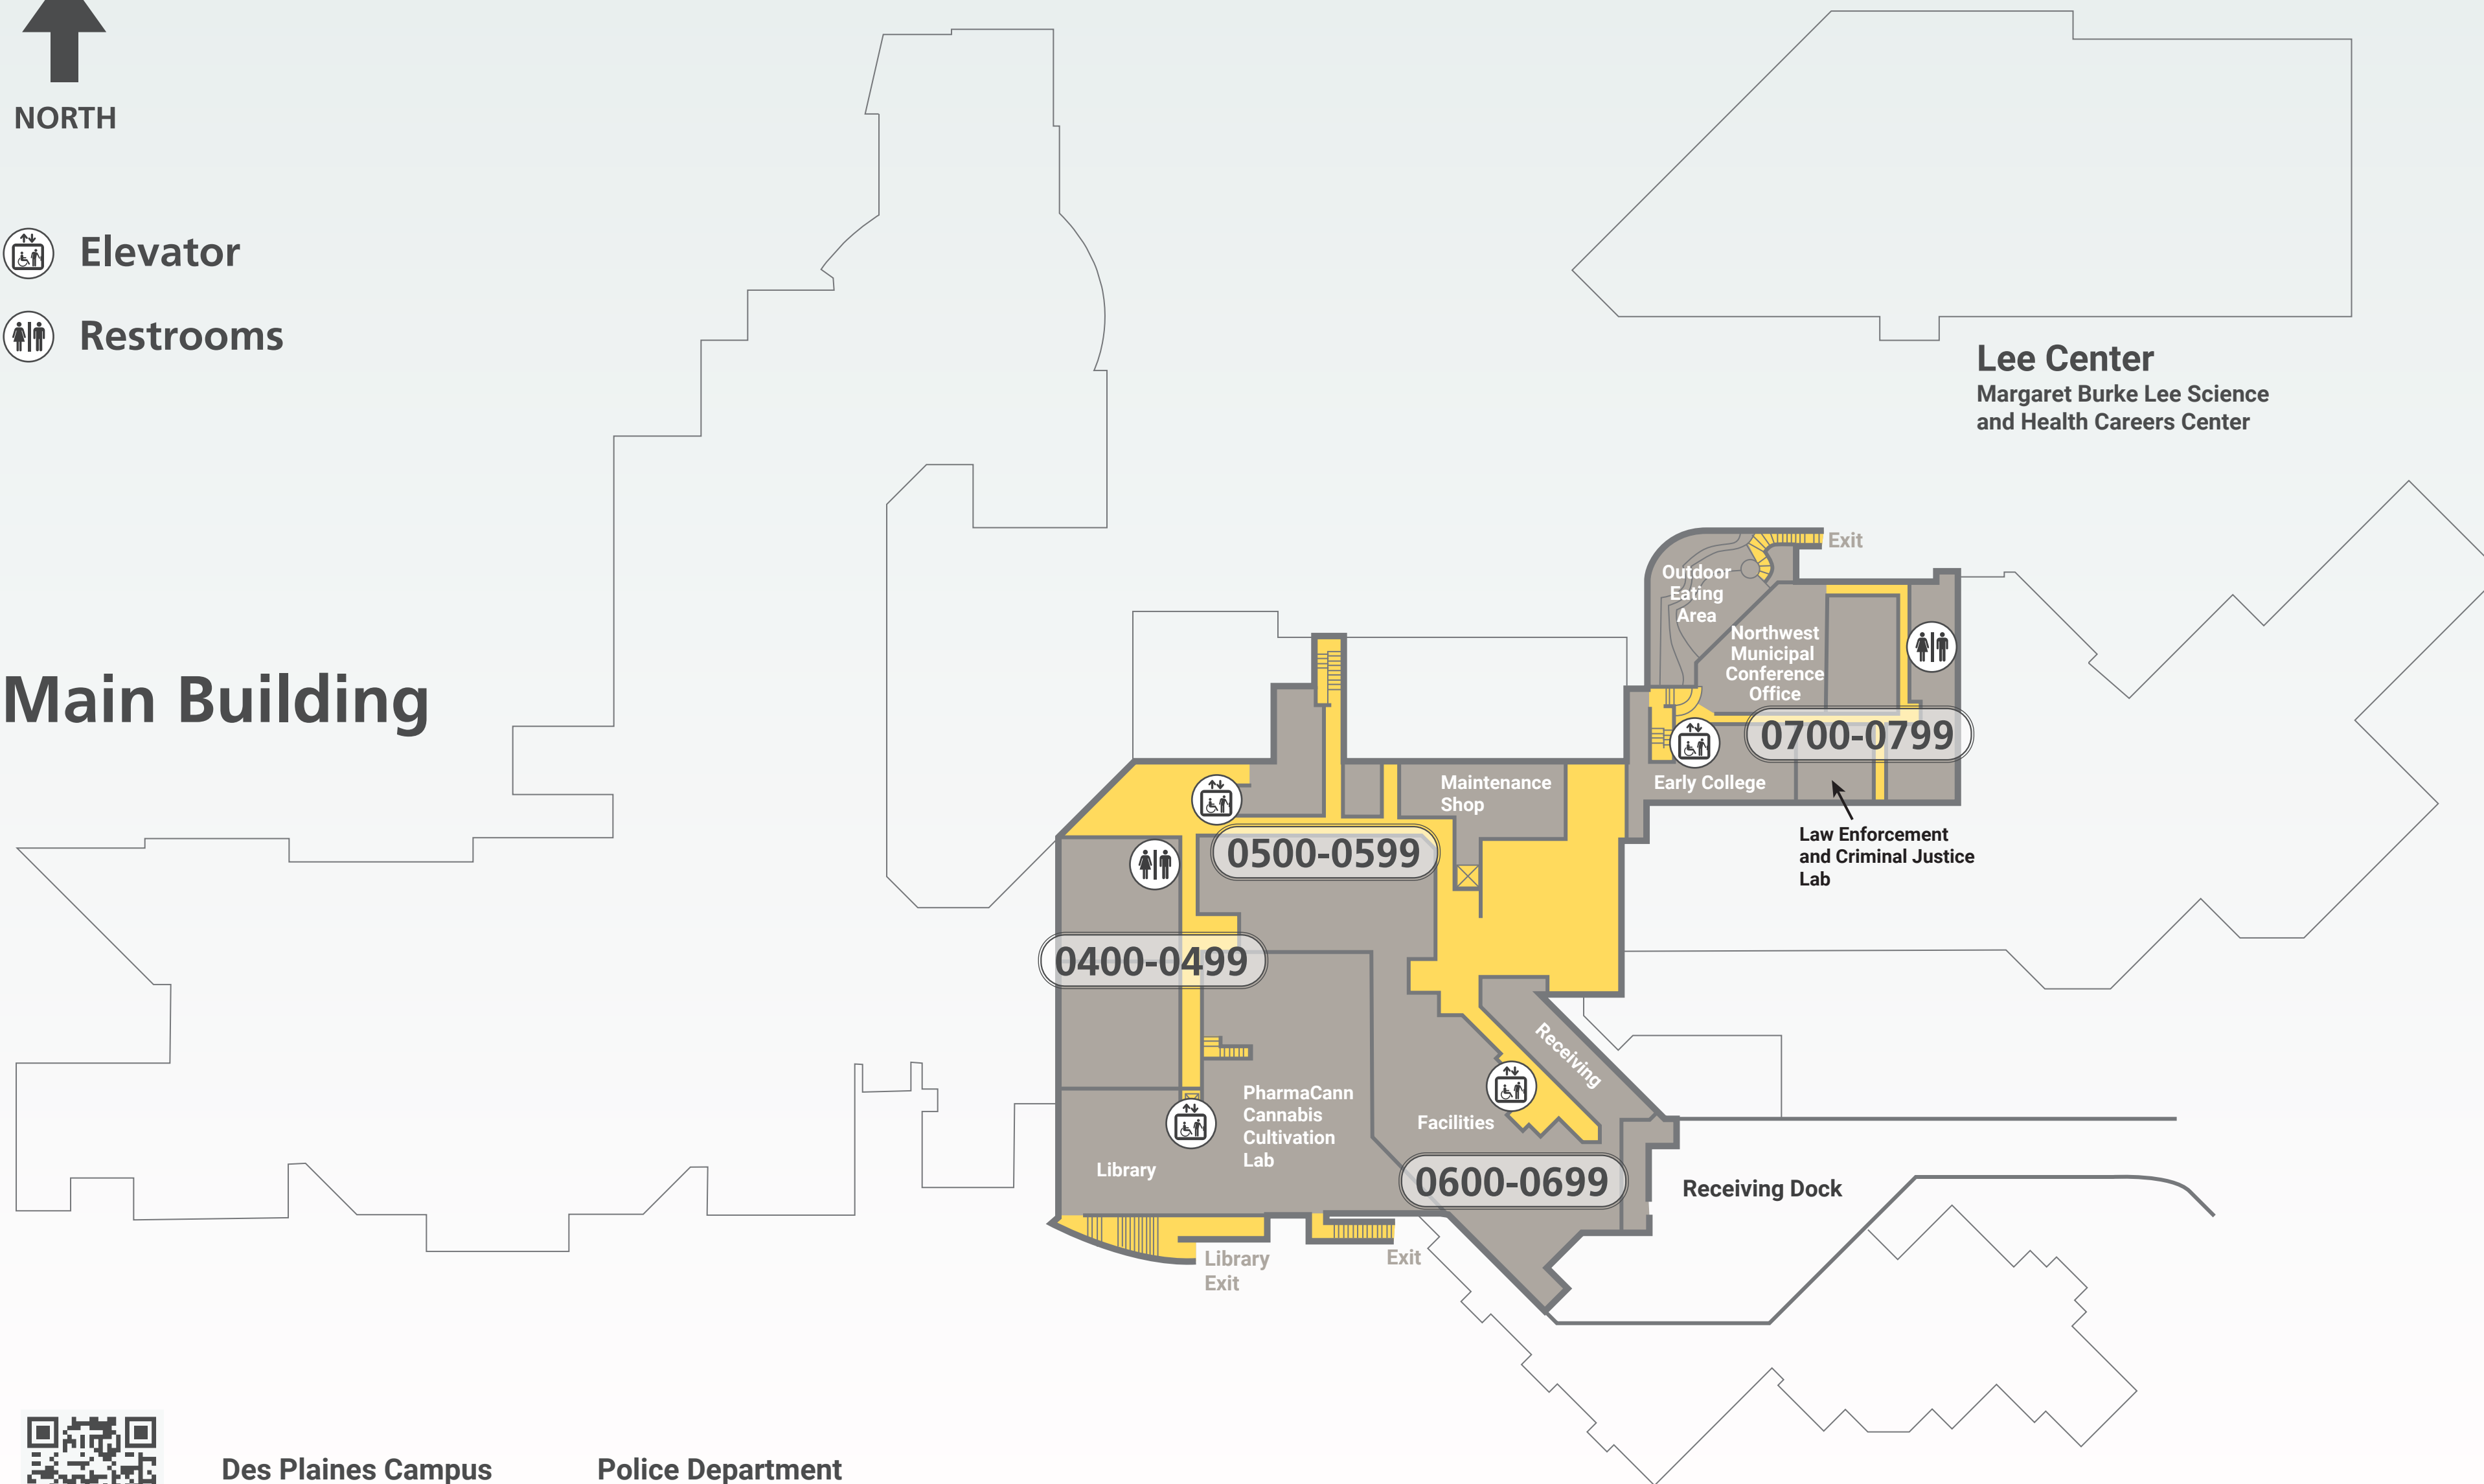 NORTH
Elevator
Restrooms
Lee Center
Margaret Burke Lee Science
and Health Careers Center
Exit
Outdoor
Eating
Area
Northwest
Municipal
Conference
Office
Main Building
0700-0799
Maintenance
Shop
Early College
Law Enforcement
and Criminal Justice
Lab
0500-0599
0400-0499
Receiving
PharmaCann
Cannabis
Cultivation
Lab
Facilities
Library
0600-0699
Receiving Dock
Library
Exit
Exit
Des Plaines Campus
Police Department